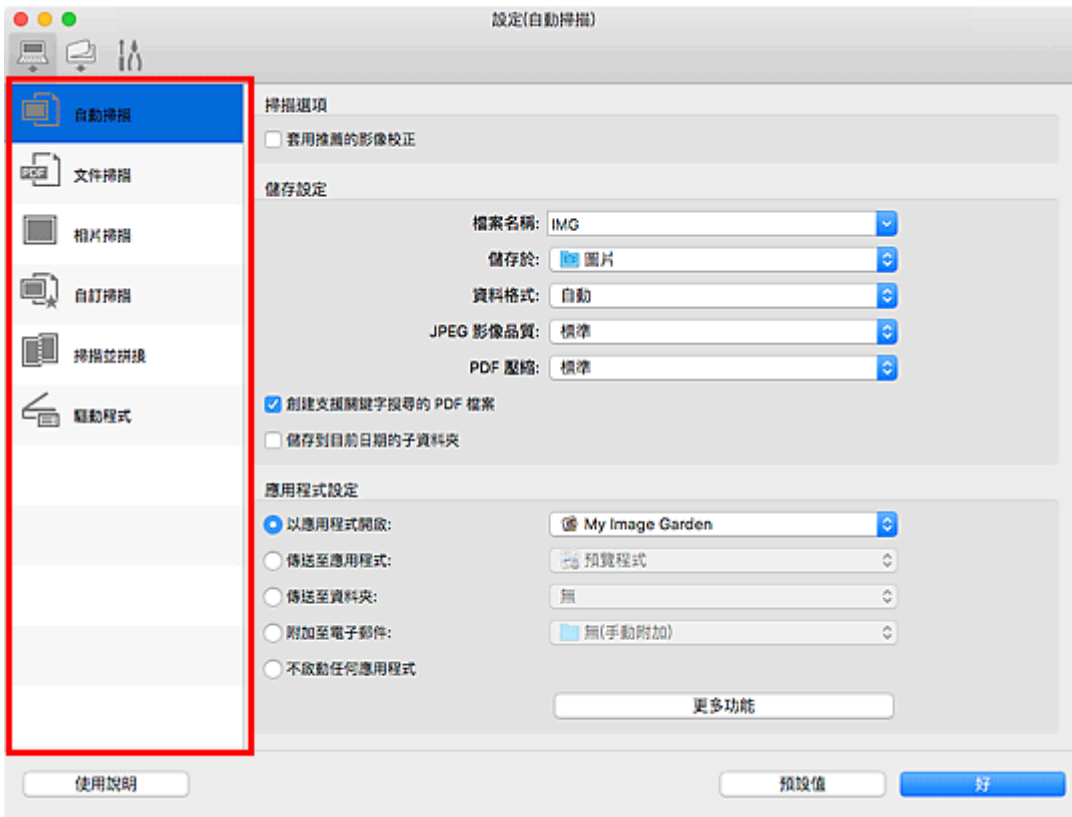 設定(自動掃描)
自動掃描
文件掃描
相片掃描
自訂掃描
掃描並拼接
驅動程式
掃描選項
套用推薦的影像校正
儲存設定
檔案名稱: IMG
儲存於: 圖片
資料格式: 自動
JPEG 影像品質: 標準
PDF 壓縮: 標準
創建支援關鍵字搜尋的 PDF 檔案
儲存到目前日期的子資料夾
應用程式設定
以應用程式開啟: My Image Garden
傳送至應用程式: 預覽程式
傳送至資料夾: 無
附加至電子郵件: 無(手動附加)
不啟動任何應用程式
更多功能
使用說明 預設值 好
PDF